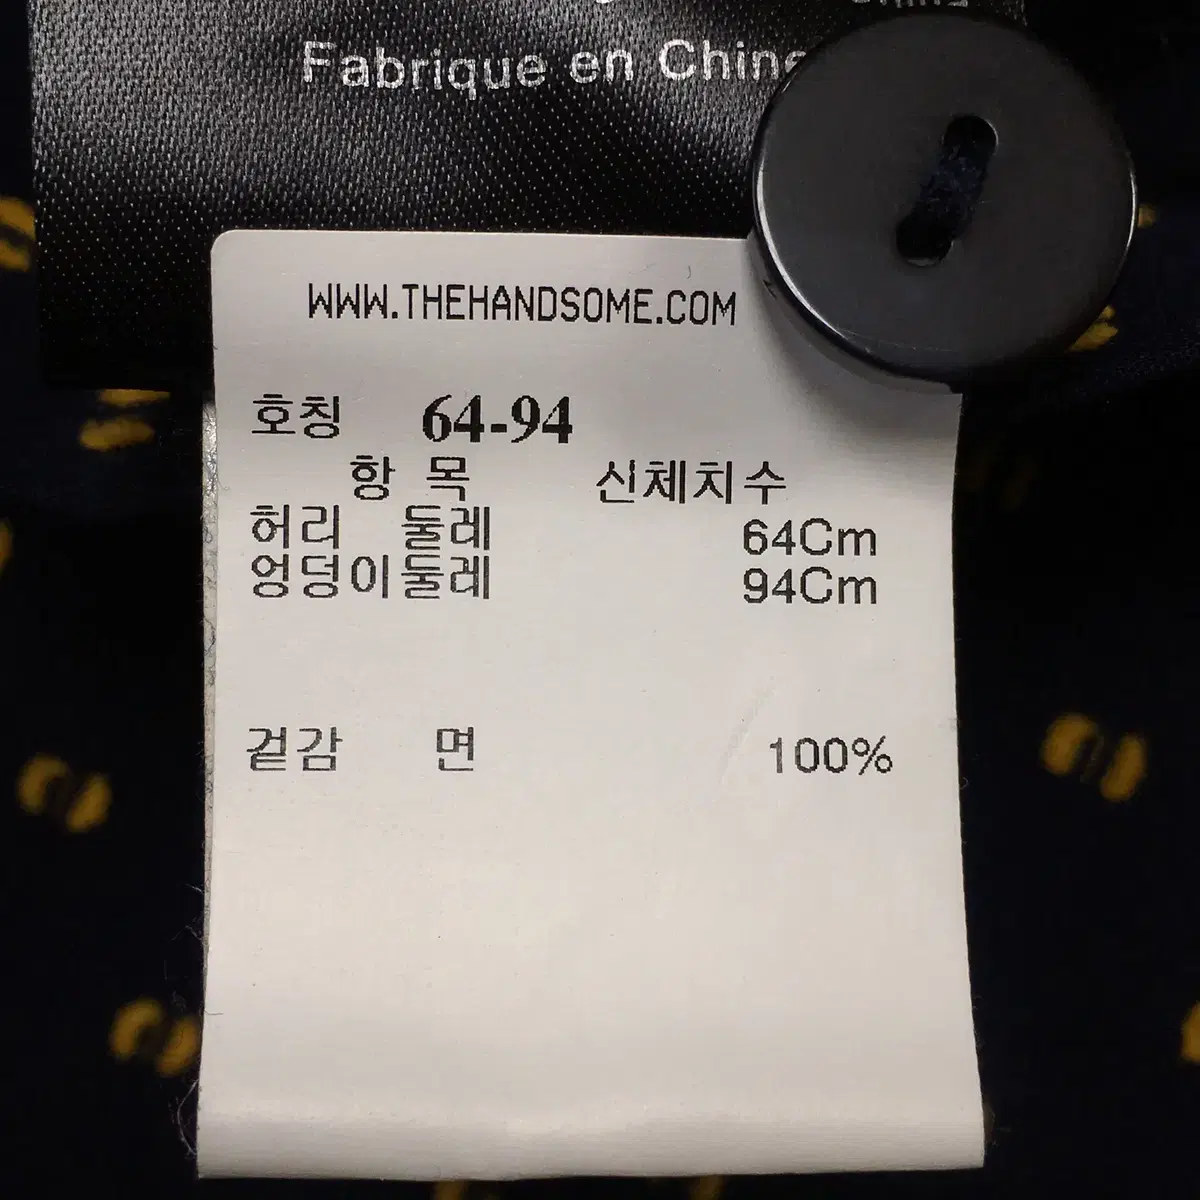 Fabrique en Chine
WWW.THEHANDSOME.COM
호칭 64-94
항 목 신체치수
허리 둘레 64Cm
엉덩이둘레 94Cm
겉감 면 100%